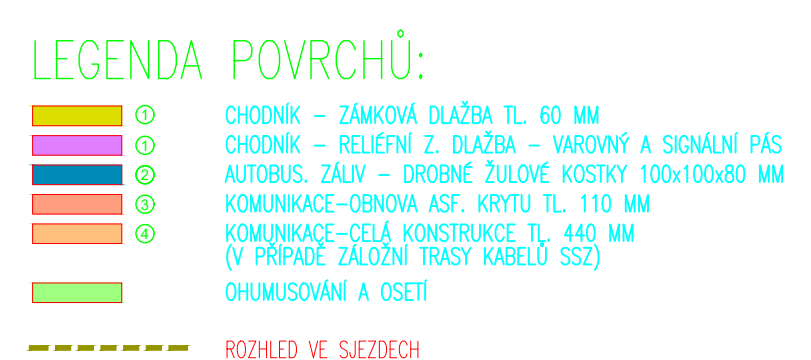 LEGENDA POVRCHŮ:
① CHODNÍK – ZÁMKOVÁ DLAŽBA TL. 60 MM
① CHODNÍK – RELIÉFNÍ Z. DLAŽBA – VAROVNÝ A SIGNÁLNÍ PÁS
② AUTOBUS. ZÁLIV – DROBNÉ ŽULOVÉ KOSTKY 100x100x80 MM
③ KOMUNIKACE–OBNOVA ASF. KRYTU TL. 110 MM
④ KOMUNIKACE–CELÁ KONSTRUKCE TL. 440 MM
(V PŘÍPADĚ ZÁLOŽNÍ TRASY KABELŮ SSZ)
OHUMUSOVÁNÍ A OSETÍ
ROZHLED VE SJEZDECH